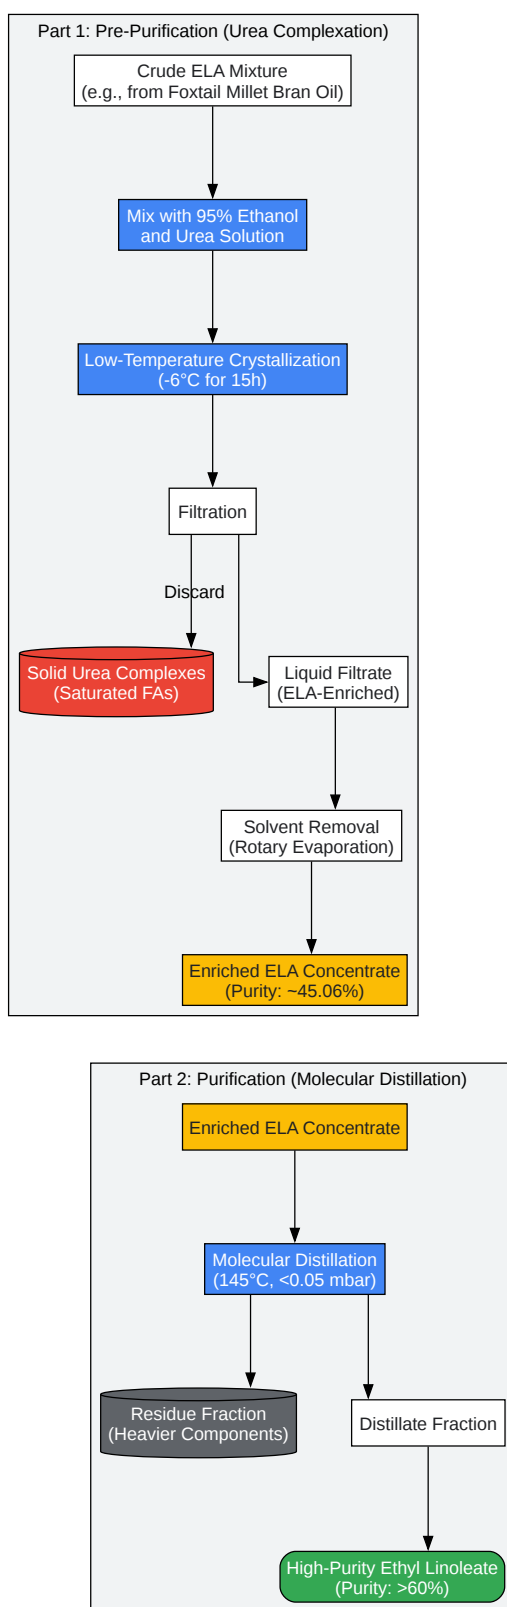 Part 1: Pre-Purification (Urea Complexation)
Crude ELA Mixture
(e.g., from Foxtail Millet Bran Oil)
Mix with 95% Ethanol
and Urea Solution
Low-Temperature Crystallization
(-6°C for 15h)
Filtration
Discard
Solid Urea Complexes
(Saturated FAs)
Liquid Filtrate
(ELA-Enriched)
Solvent Removal
(Rotary Evaporation)
Enriched ELA Concentrate
(Purity: ~45.06%)
Part 2: Purification (Molecular Distillation)
Enriched ELA Concentrate
Molecular Distillation
(145°C, <0.05 mbar)
Residue Fraction
(Heavier Components)
Distillate Fraction
High-Purity Ethyl Linoleate
(Purity: >60%)